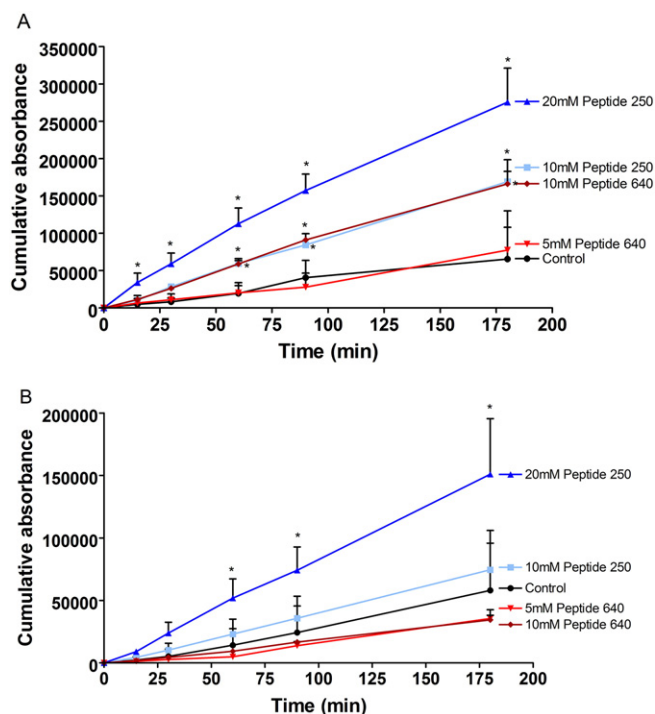 A
Cumulative absorbance
350000
300000
250000
200000
150000
100000
50000
0
* * * * * *
* * * * * *
20mM Peptide 250
10mM Peptide 250
10mM Peptide 640
5mM Peptide 640
Control
0 25 50 75 100 125 150 175 200
Time (min)
B
Cumulative absorbance
200000
150000
100000
50000
0
* * *
20mM Peptide 250
10mM Peptide 250
Control
5mM Peptide 640
10mM Peptide 640
0 25 50 75 100 125 150 175 200
Time (min)